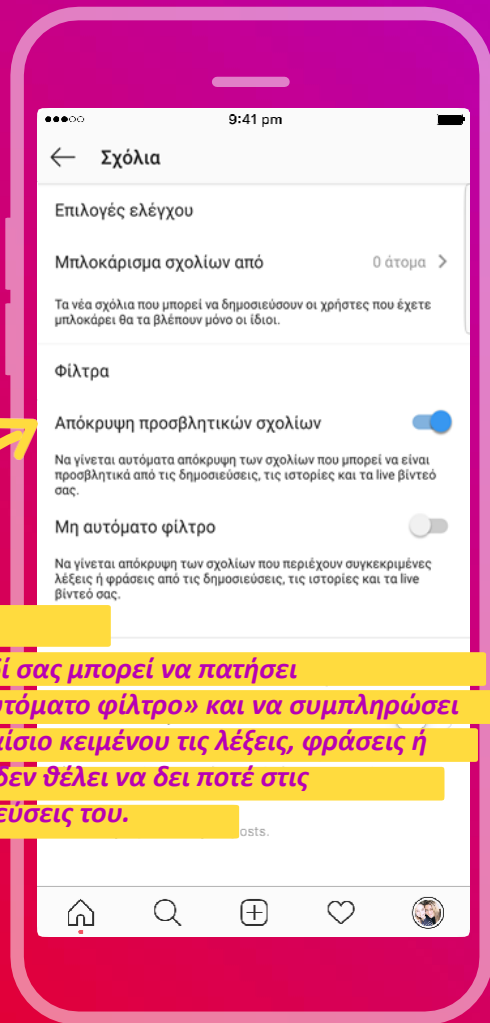 9:41 pm
Σχόλια
Επιλογές ελέγχου
Μπλοκάρισμα σχολίων από
0 άτομα
Τα νέα σχόλια που μπορεί να δημοσιεύσουν οι χρήστες που έχετε
μπλοκάρει θα τα βλέπουν μόνο οι ίδιοι.
Φίλτρα
Απόκρυψη προσβλητικών σχολίων
Να γίνεται αυτόματα απόκρυψη των σχολίων που μπορεί να είναι
προσβλητικά από τις δημοσιεύσεις, τις ιστορίες και τα live βίντεό
σας.
Μη αυτόματο φίλτρο
Να γίνεται απόκρυψη των σχολίων που περιέχουν συγκεκριμένες
λέξεις ή φράσεις από τις δημοσιεύσεις, τις ιστορίες και τα live
βίντεό σας.
σας μπορεί να πατήσει
φίλτρο» και να συμπληρώσει
κειμένου τις λέξεις, φράσεις ή
δεν θέλει να δει ποτέ στις
του.